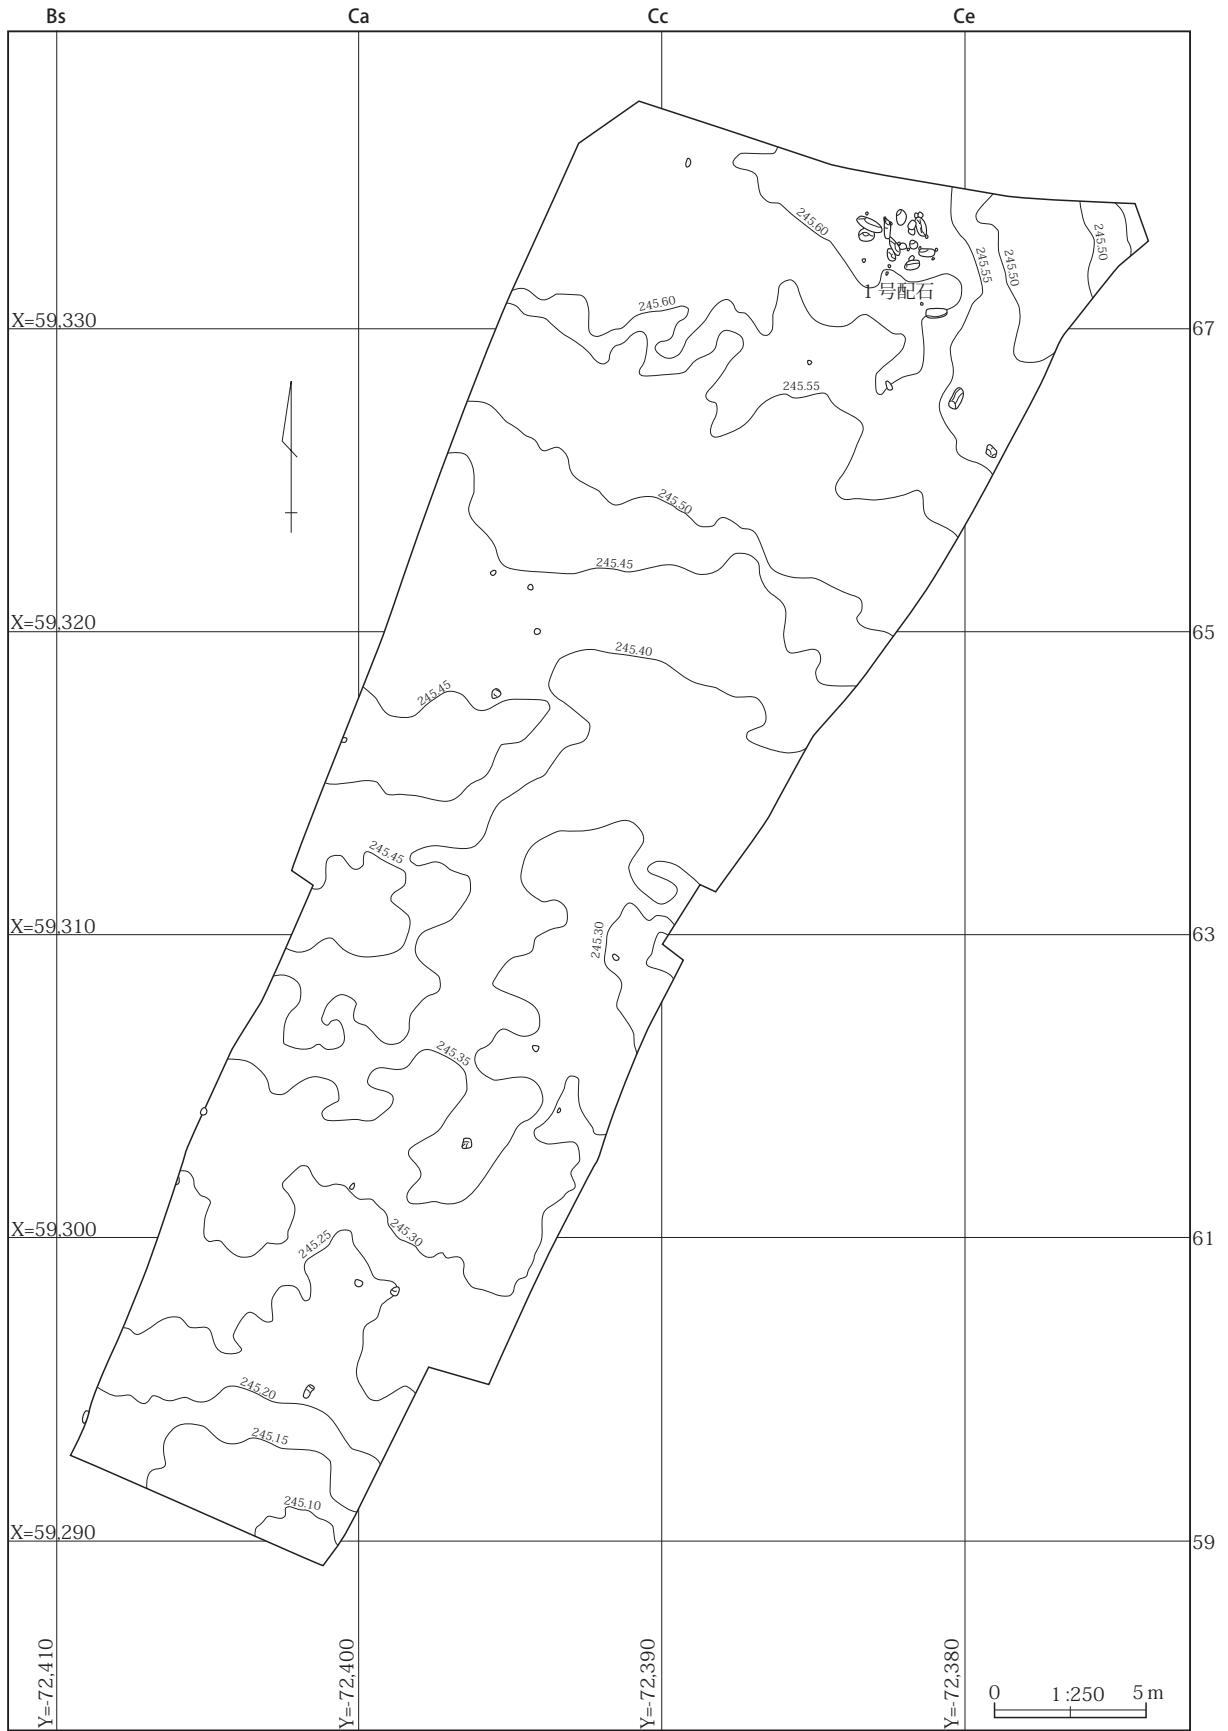 Bs Ca Cc Ce
245.60
245.50
245.55
245.50
1号配石
245.60
X=59,330 67
245.55
245.50
245.45
X=59,320 65
245.40
245.45
245.45
X=59,310 63
245.30
245.35
X=59,300 61
245.30
245.25
245.20
245.15
245.10
X=59,290 59
Y=-72,410
Y=-72,400
Y=-72,390
Y=-72,380
0 1:250 5m